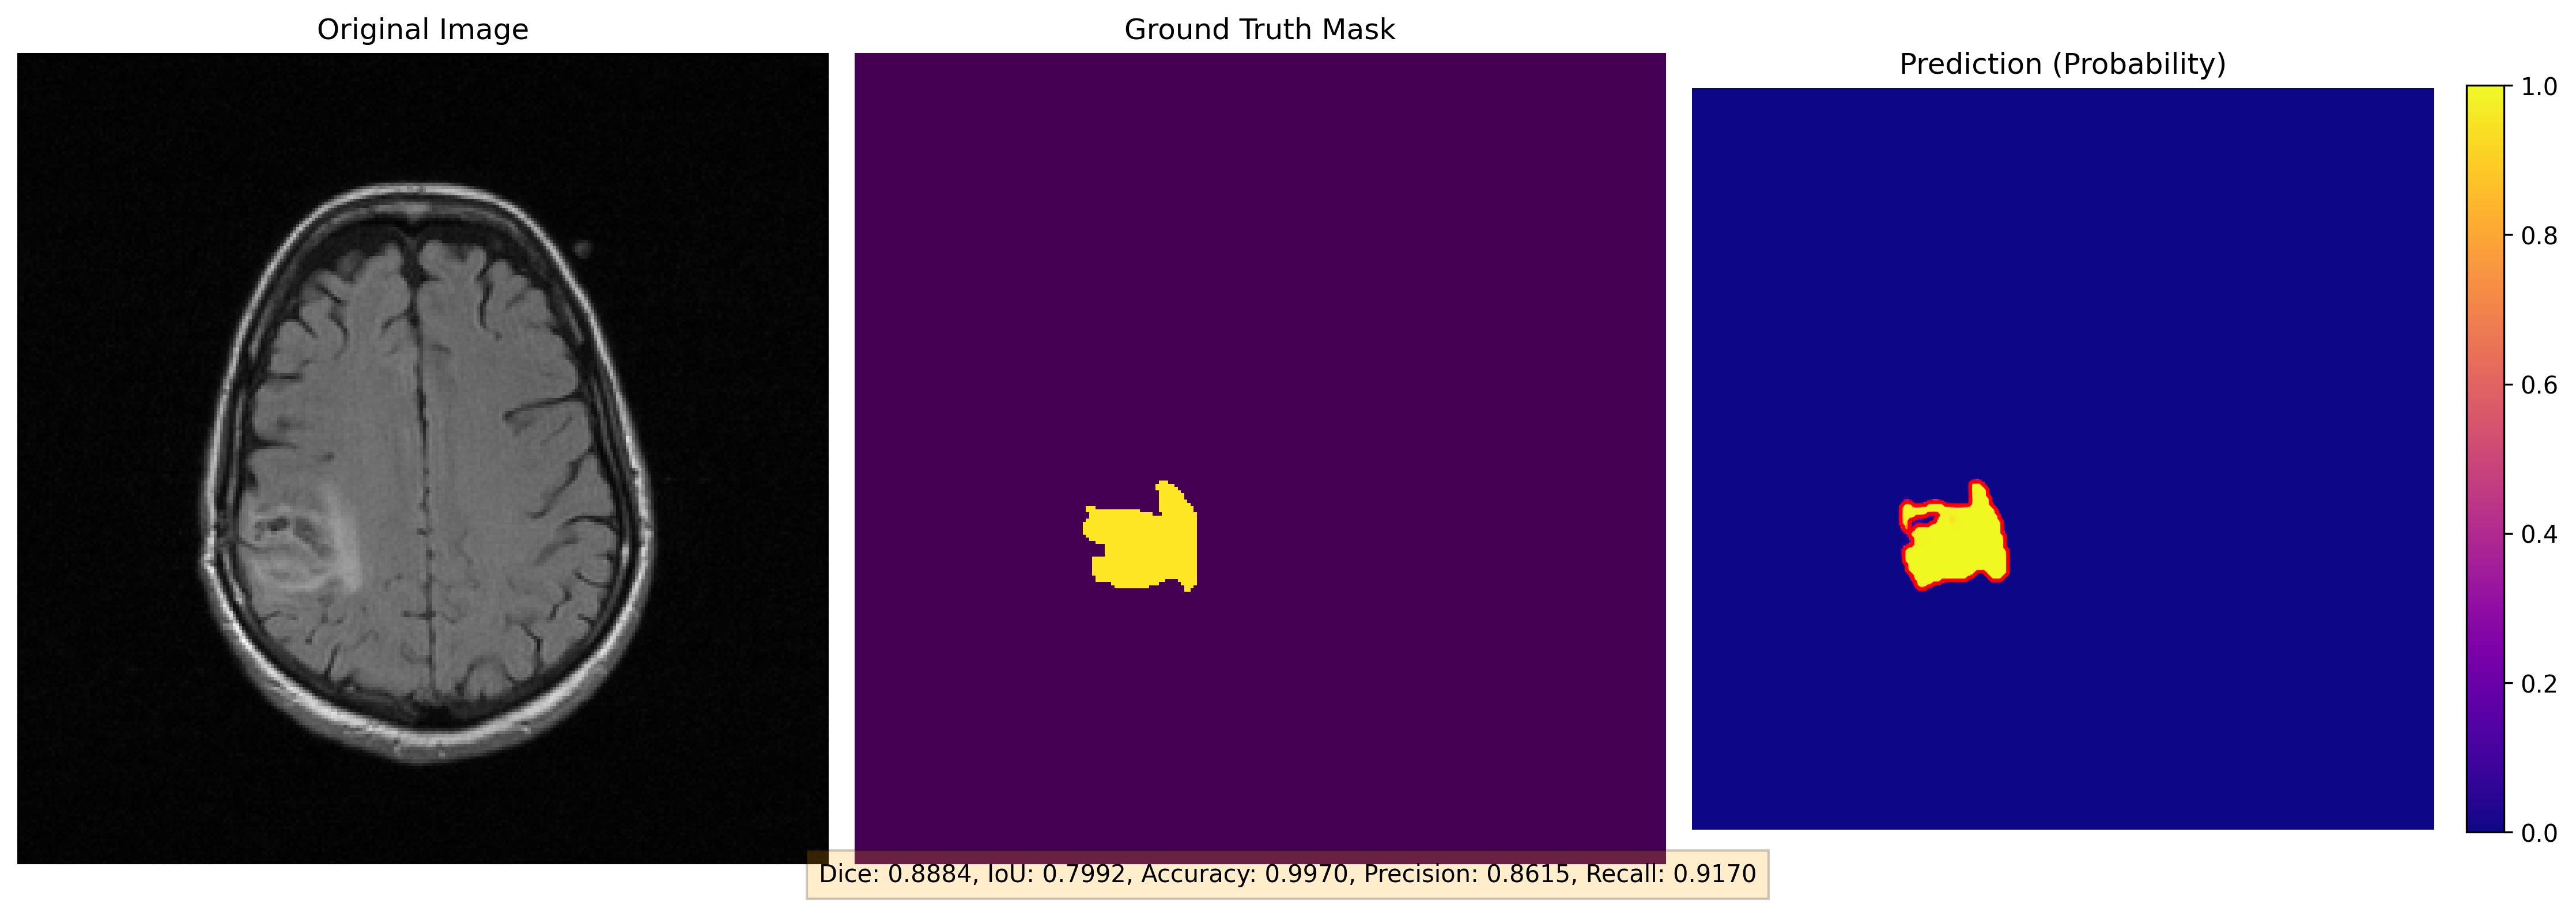 Original Image
Ground Truth Mask
Prediction (Probability)
1.0
0.8
0.6
0.4
0.2
0.0
Dice: 0.8884, IoU: 0.7992, Accuracy: 0.9970, Precision: 0.8615, Recall: 0.9170